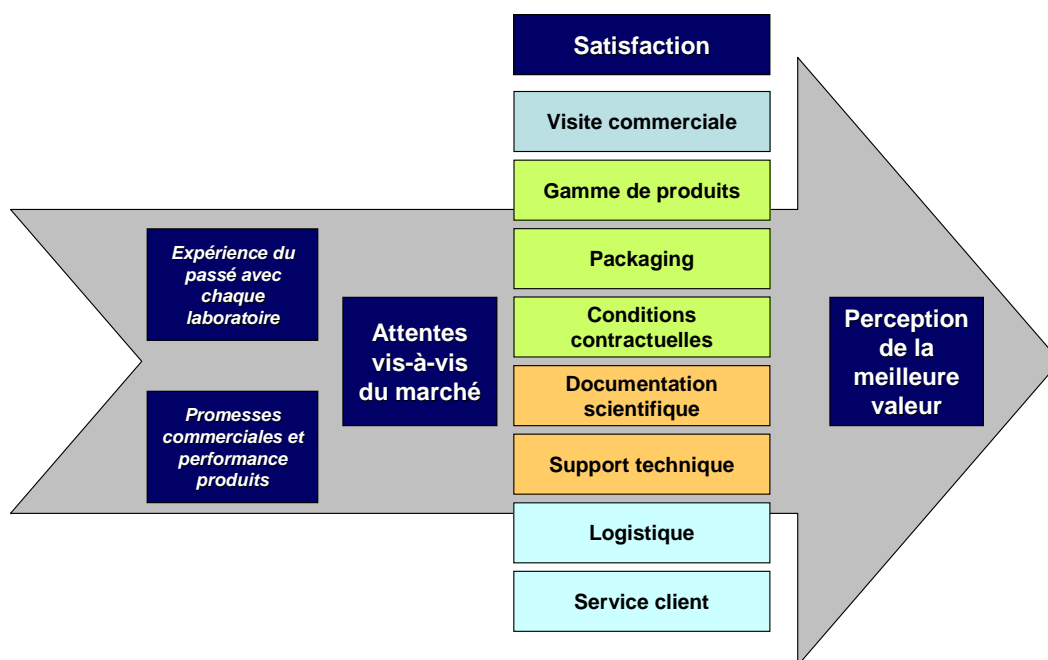 Expérience du
passé avec
chaque
laboratoire
Promesses
commerciales et
performance
produits
Attentes
vis-à-vis
du marché
Satisfaction
Visite commerciale
Gamme de produits
Packaging
Conditions
contractuelles
Documentation
scientifique
Support technique
Logistique
Service client
Perception
de la
meilleure
valeur